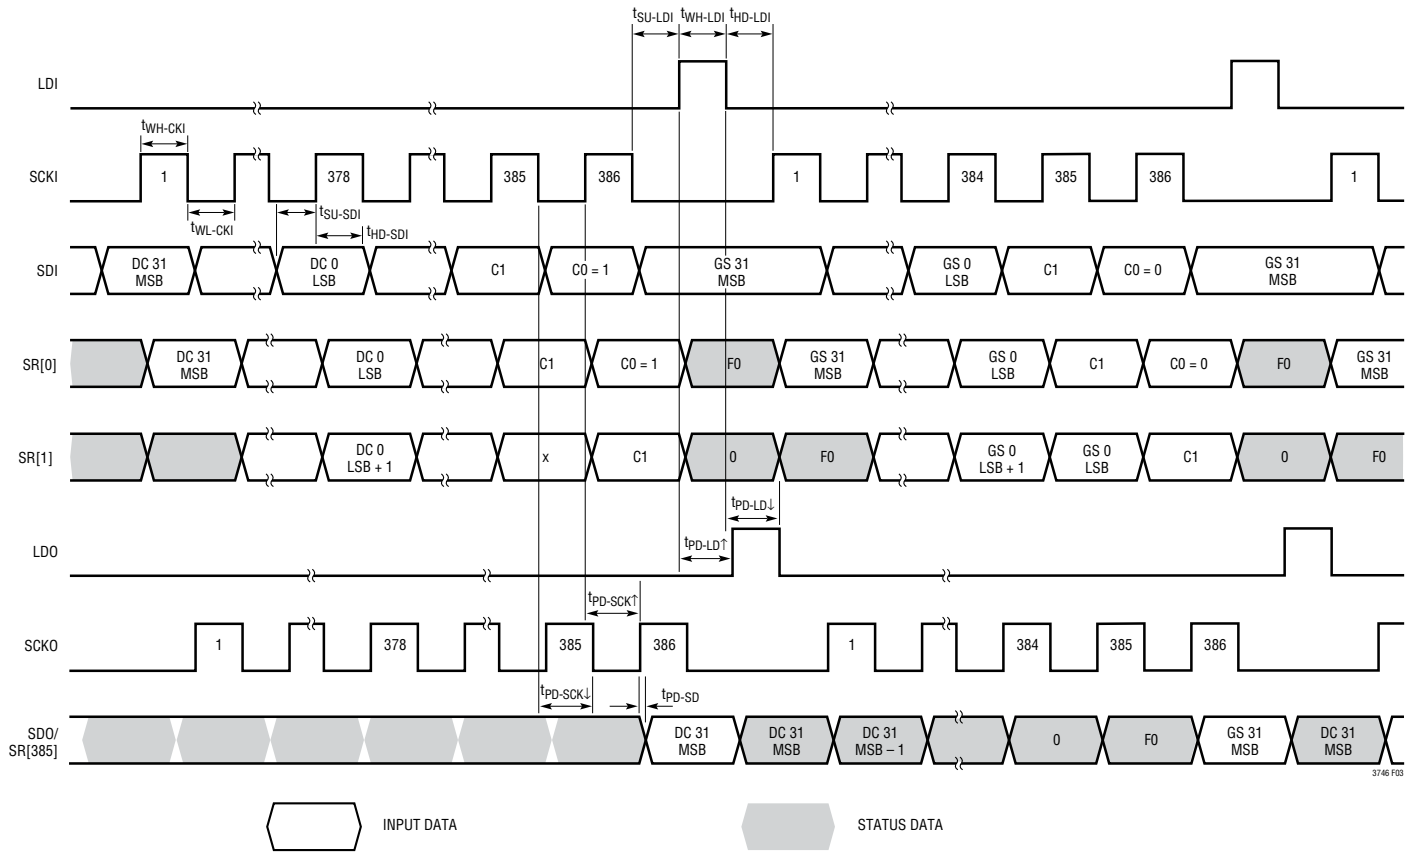 tSU-LDI tWH-LDI tHD-LDI
LDI
tWH-CKI
SCKI
1 378 385 386 1 384 385 386 1
tWL-CKI
tSU-SDI
tHD-SDI
SDI
DC 31
MSB
DC 0
LSB
C1
C0 = 1
GS 31
MSB
GS 0
LSB
C1
C0 = 0
GS 31
MSB
SR[0]
DC 31
MSB
DC 0
LSB
C1
C0 = 1
F0
GS 31
MSB
GS 0
LSB
C1
C0 = 0
F0
GS 31
MSB
SR[1]
DC 0
LSB + 1
x
C1
0
F0
GS 0
LSB + 1
GS 0
LSB
C1
0
F0
tPD-LD↓
LDO
tPD-LD↑
tPD-SCK↑
SCKO
1 378 385 386 1 384 385 386
tPD-SCK↓
tPD-SD
SDO/
SR[385]
DC 31
MSB
DC 31
MSB
DC 31
MSB – 1
0
F0
GS 31
MSB
DC 31
MSB
3746 F03
INPUT DATA
STATUS DATA